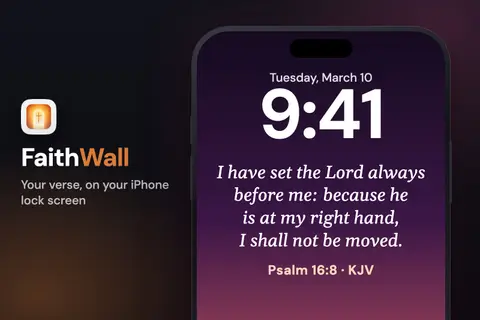 FaithWall
Your verse, on your iPhone
lock screen
Tuesday, March 10
9:41
I have set the Lord always
before me: because he
is at my right hand,
I shall not be moved.
Psalm 16:8 · KJV